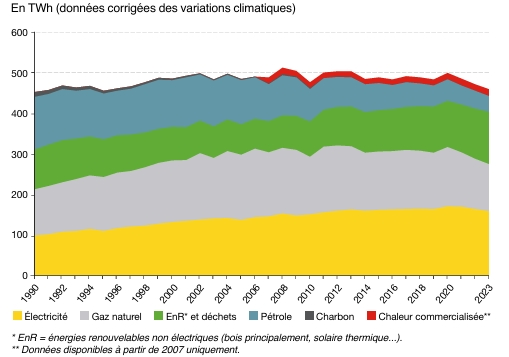 En TWh (données corrigées des variations climatiques)
600
500
400
300
200
100
0
1990 1992 1994 1996 1998 2000 2002 2004 2006 2008 2010 2012 2014 2016 2018 2020 2023
Électricité Gaz naturel EnR* et déchets Pétrole Charbon Chaleur commercialisée**
* EnR = énergies renouvelables non électriques (bois principalement, solaire thermique...).
** Données disponibles à partir de 2007 uniquement.